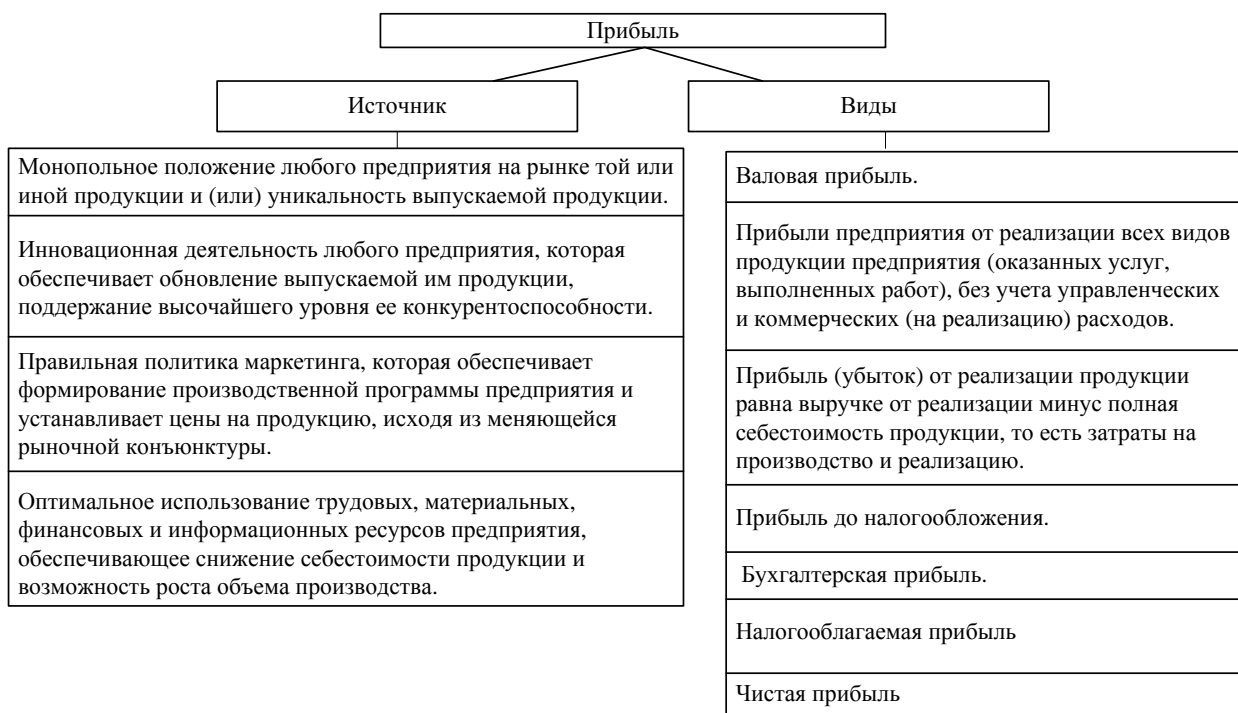 Прибыль
Источник
Виды
Монопольное положение любого предприятия на рынке той или
иной продукции и (или) уникальность выпускаемой продукции.
Инновационная деятельность любого предприятия, которая
обеспечивает обновление выпускаемой им продукции,
поддержание высочайшего уровня ее конкурентоспособности.
Правильная политика маркетинга, которая обеспечивает
формирование производственной программы предприятия и
устанавливает цены на продукцию, исходя из меняющейся
рыночной конъюнктуры.
Оптимальное использование трудовых, материальных,
финансовых и информационных ресурсов предприятия,
обеспечивающее снижение себестоимости продукции и
возможность роста объема производства.
Валовая прибыль.
Прибыли предприятия от реализации всех видов
продукции предприятия (оказанных услуг,
выполненных работ), без учета управленческих
и коммерческих (на реализацию) расходов.
Прибыль (убыток) от реализации продукции
равна выручке от реализации минус полная
себестоимость продукции, то есть затраты на
производство и реализацию.
Прибыль до налогообложения.
Бухгалтерская прибыль.
Налогооблагаемая прибыль
Чистая прибыль